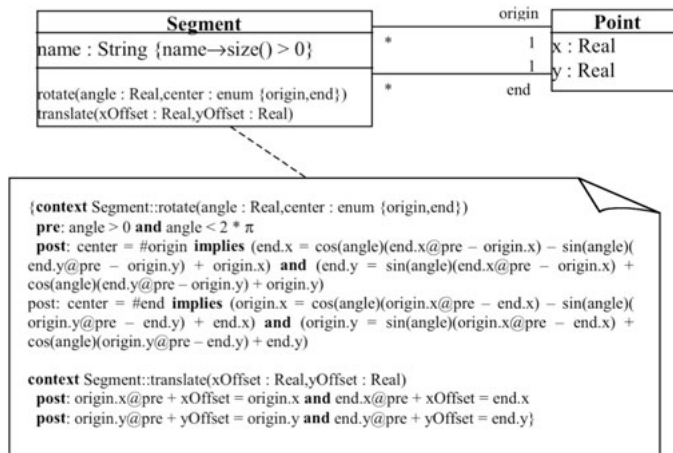 Segment
name : String {name→size() > 0}
rotate(angle : Real,center : enum {origin,end})
translate(xOffset : Real,yOffset : Real)
origin
*
1
1
*
end
Point
x : Real
y : Real
{context Segment::rotate(angle : Real,center : enum {origin,end})
pre: angle > 0 and angle < 2 * π
post: center = #origin implies (end.x = cos(angle)(end.x@pre – origin.x) – sin(angle)(
end.y@pre – origin.y) + origin.x) and (end.y = sin(angle)(end.x@pre – origin.x) +
cos(angle)(end.y@pre – origin.y) + origin.y)
post: center = #end implies (origin.x = cos(angle)(origin.x@pre – end.x) – sin(angle)(
origin.y@pre – end.y) + end.x) and (origin.y = sin(angle)(origin.x@pre – end.x) +
cos(angle)(origin.y@pre – end.y) + end.y)
context Segment::translate(xOffset : Real,yOffset : Real)
post: origin.x@pre + xOffset = origin.x and end.x@pre + xOffset = end.x
post: origin.y@pre + yOffset = origin.y and end.y@pre + yOffset = end.y}